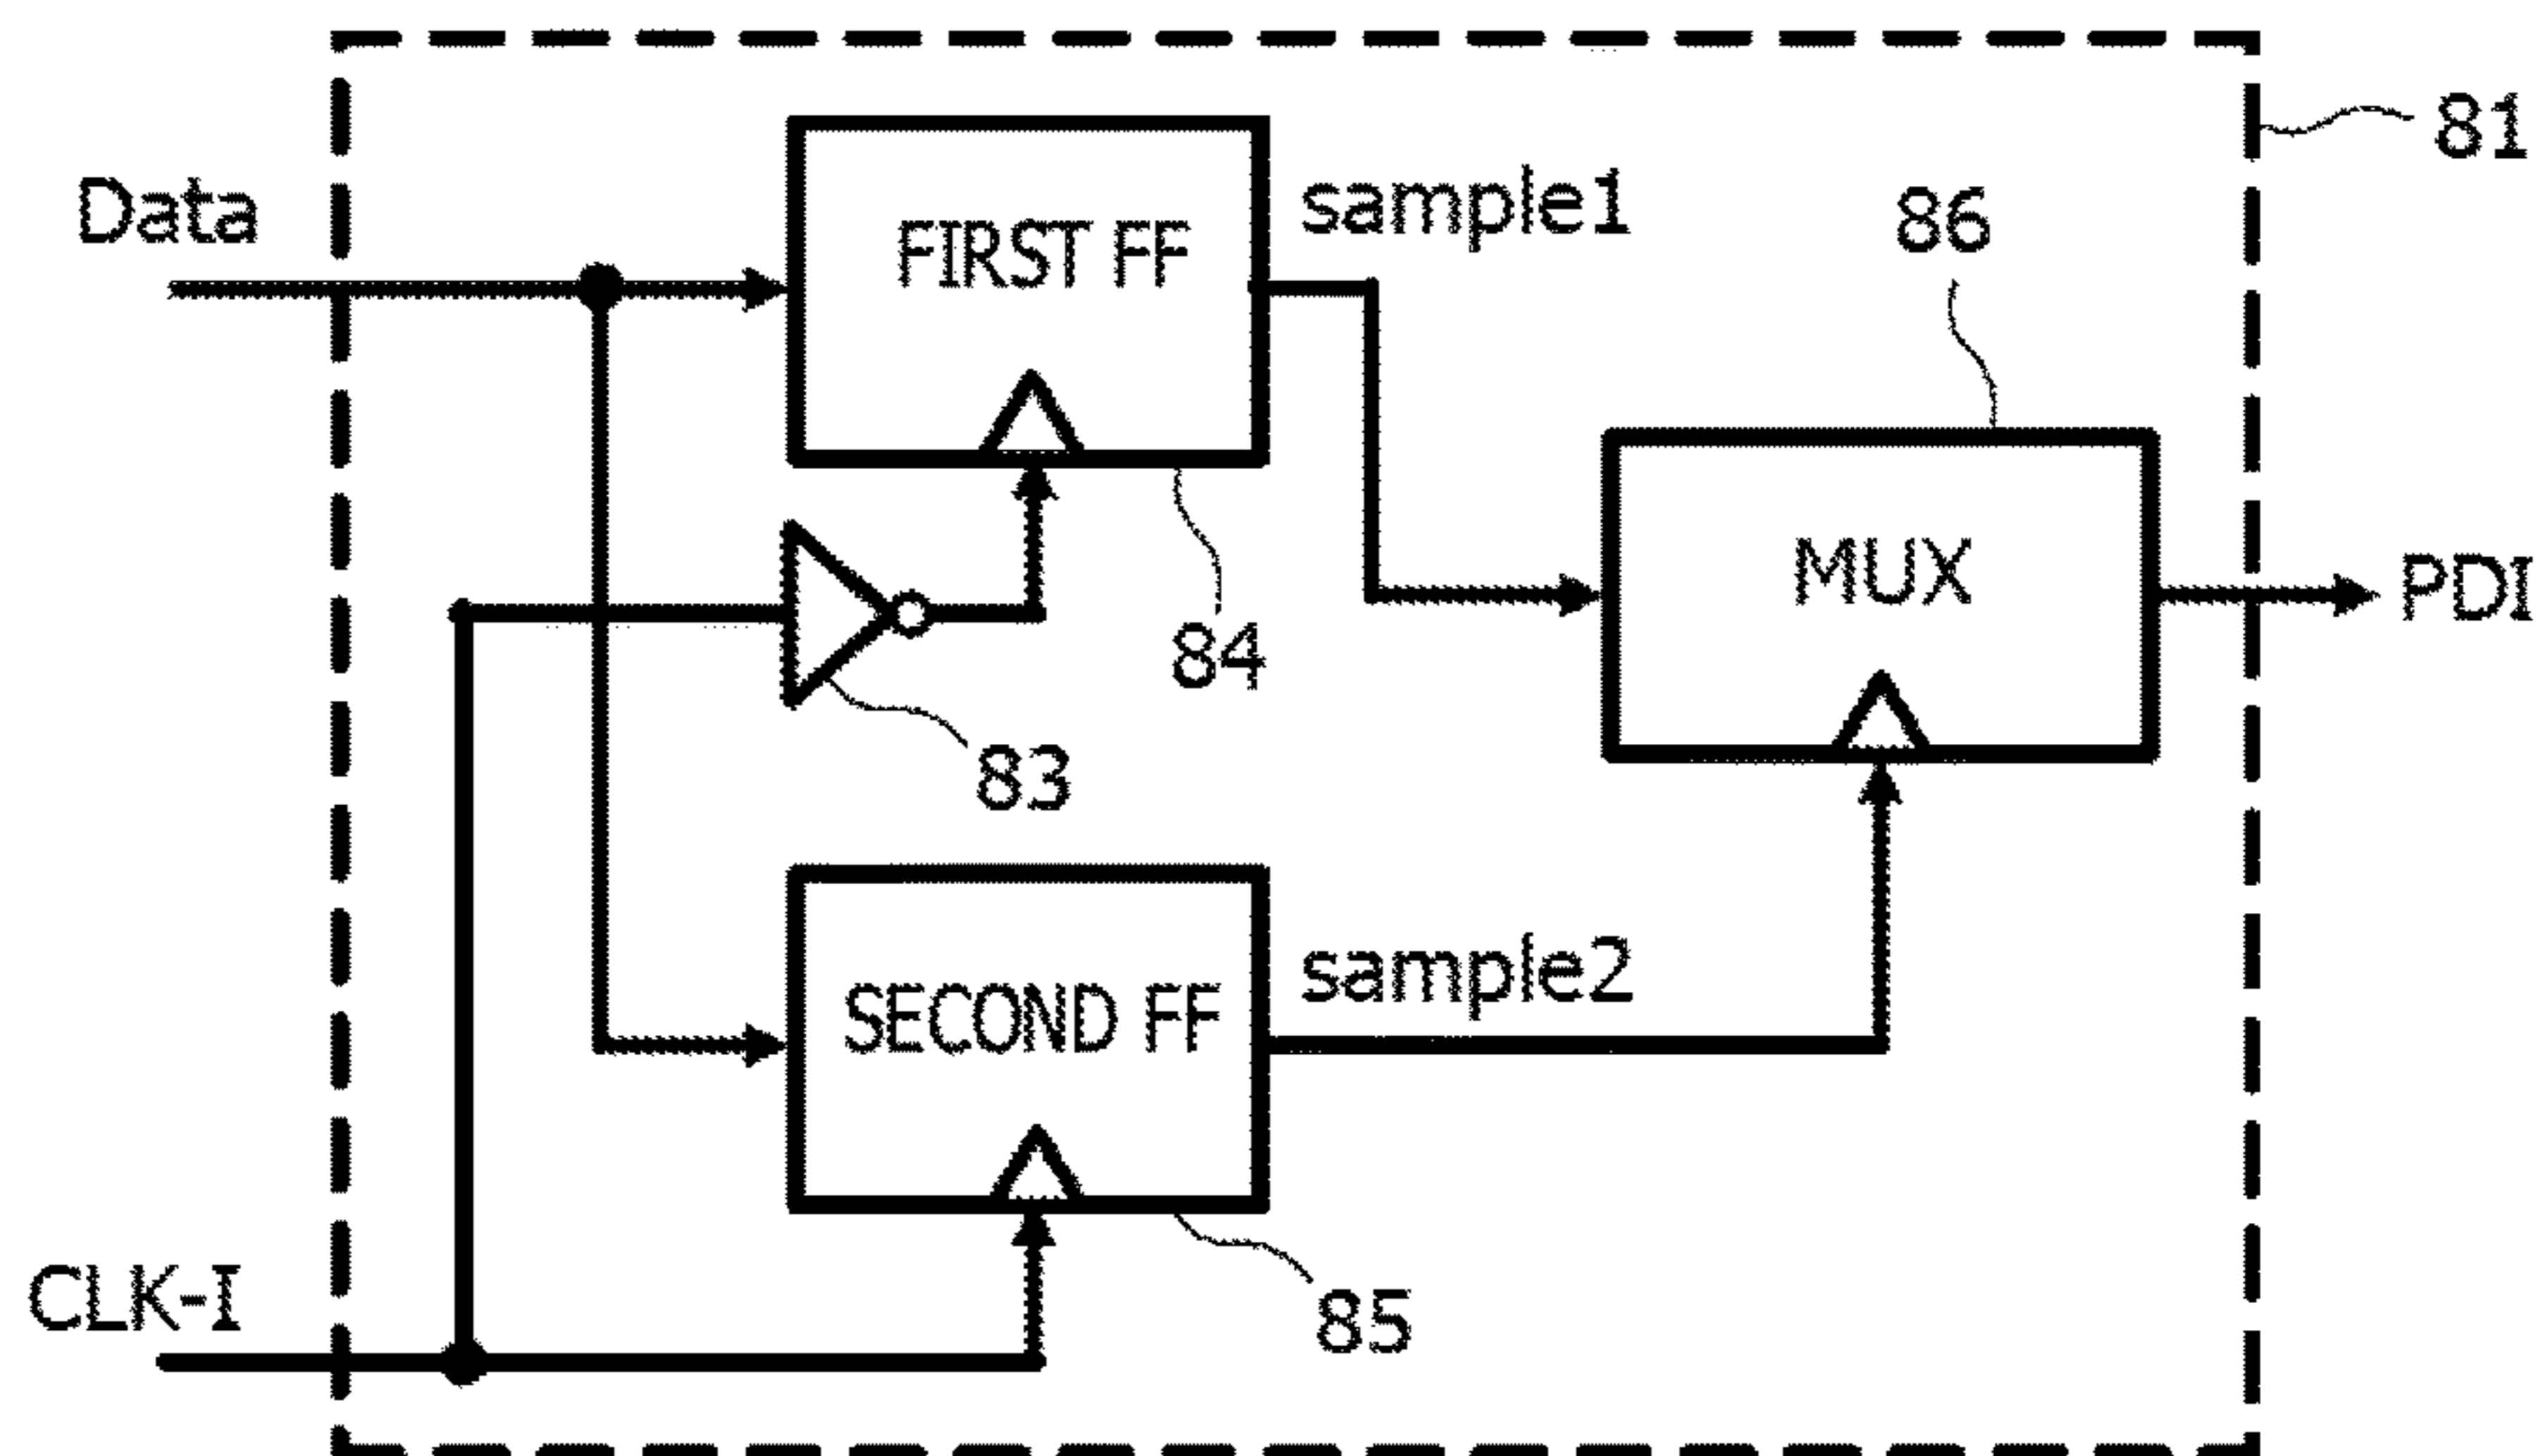 81
Data
FIRST FF
sample1
86
MUX
PDI
84
83
SECOND FF
sample2
CLK-I
85